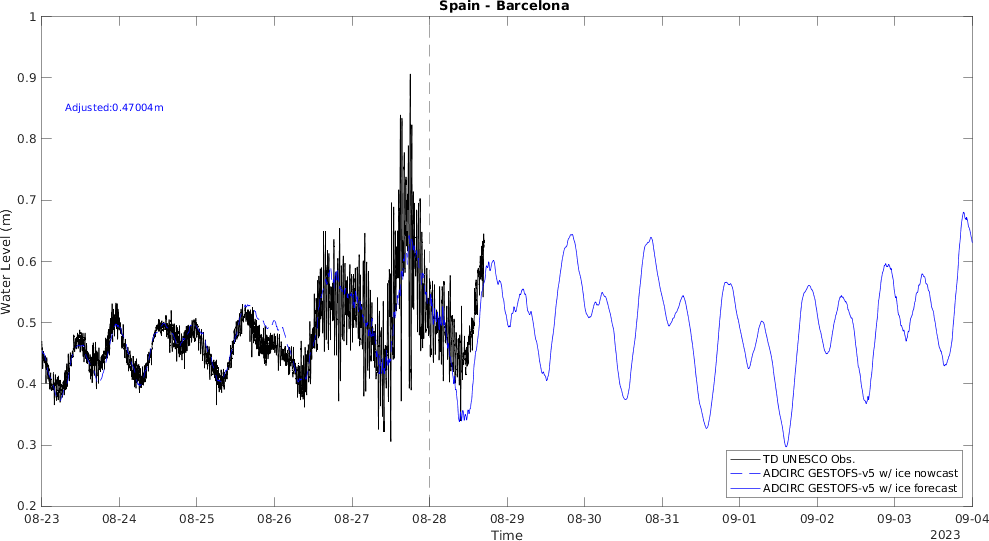 Spain - Barcelona
1
0.9
0.8
0.7
0.6
0.5
0.4
0.3
0.2
Water Level (m)
Adjusted:0.47004m
TD UNESCO Obs.
ADCIRC GESTOFS-v5 w/ ice nowcast
ADCIRC GESTOFS-v5 w/ ice forecast
08-23 08-24 08-25 08-26 08-27 08-28 08-29 08-30 08-31 09-01 09-02 09-03 09-04
Time
2023